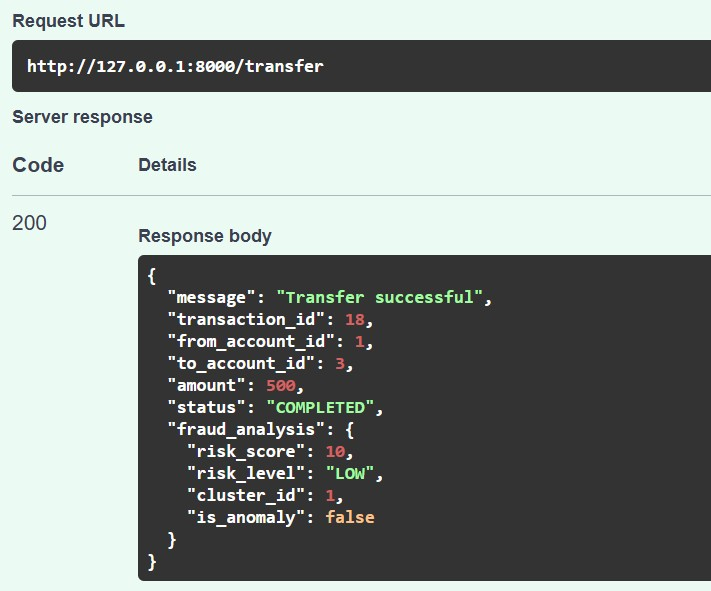 Request URL
http://127.0.0.1:8000/transfer
Server response
Code Details
200
Response body
{
  "message": "Transfer successful",
  "transaction_id": 18,
  "from_account_id": 1,
  "to_account_id": 3,
  "amount": 500,
  "status": "COMPLETED",
  "fraud_analysis": {
    "risk_score": 10,
    "risk_level": "LOW",
    "cluster_id": 1,
    "is_anomaly": false
  }
}